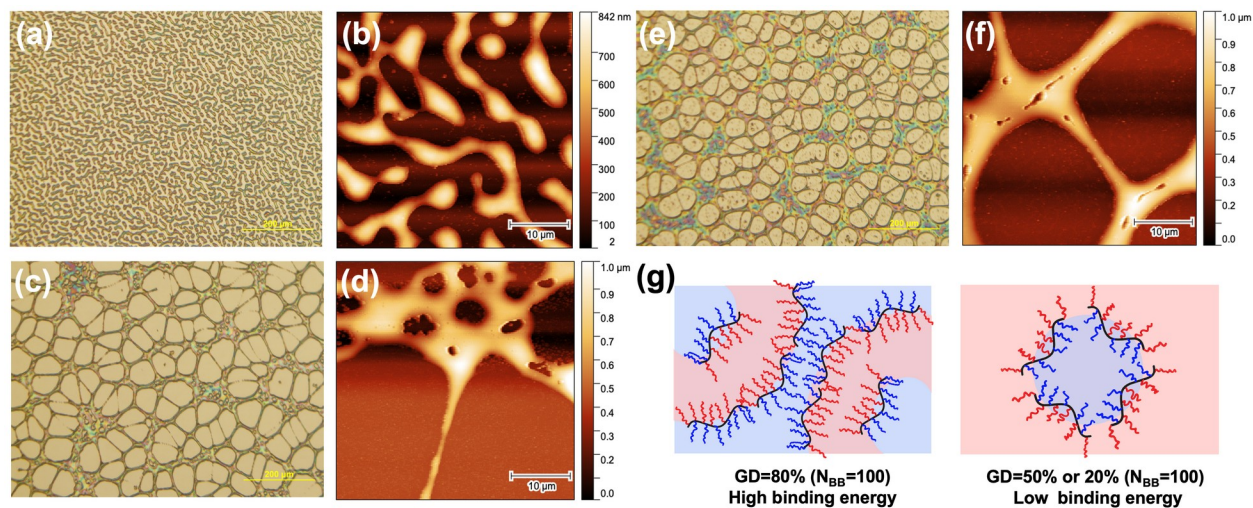 (a)
200 μm
(b)
10 μm
842 nm
700
600
500
400
300
200
100
2
(e)
200 μm
(f)
10 μm
1.0 μm
0.9
0.8
0.7
0.6
0.5
0.4
0.3
0.2
0.1
0.0
(c)
200 μm
(d)
10 μm
1.0 μm
0.9
0.8
0.7
0.6
0.5
0.4
0.3
0.2
0.1
0.0
(g)
GD=80% (NBB=100)
High binding energy
GD=50% or 20% (NBB=100)
Low binding energy